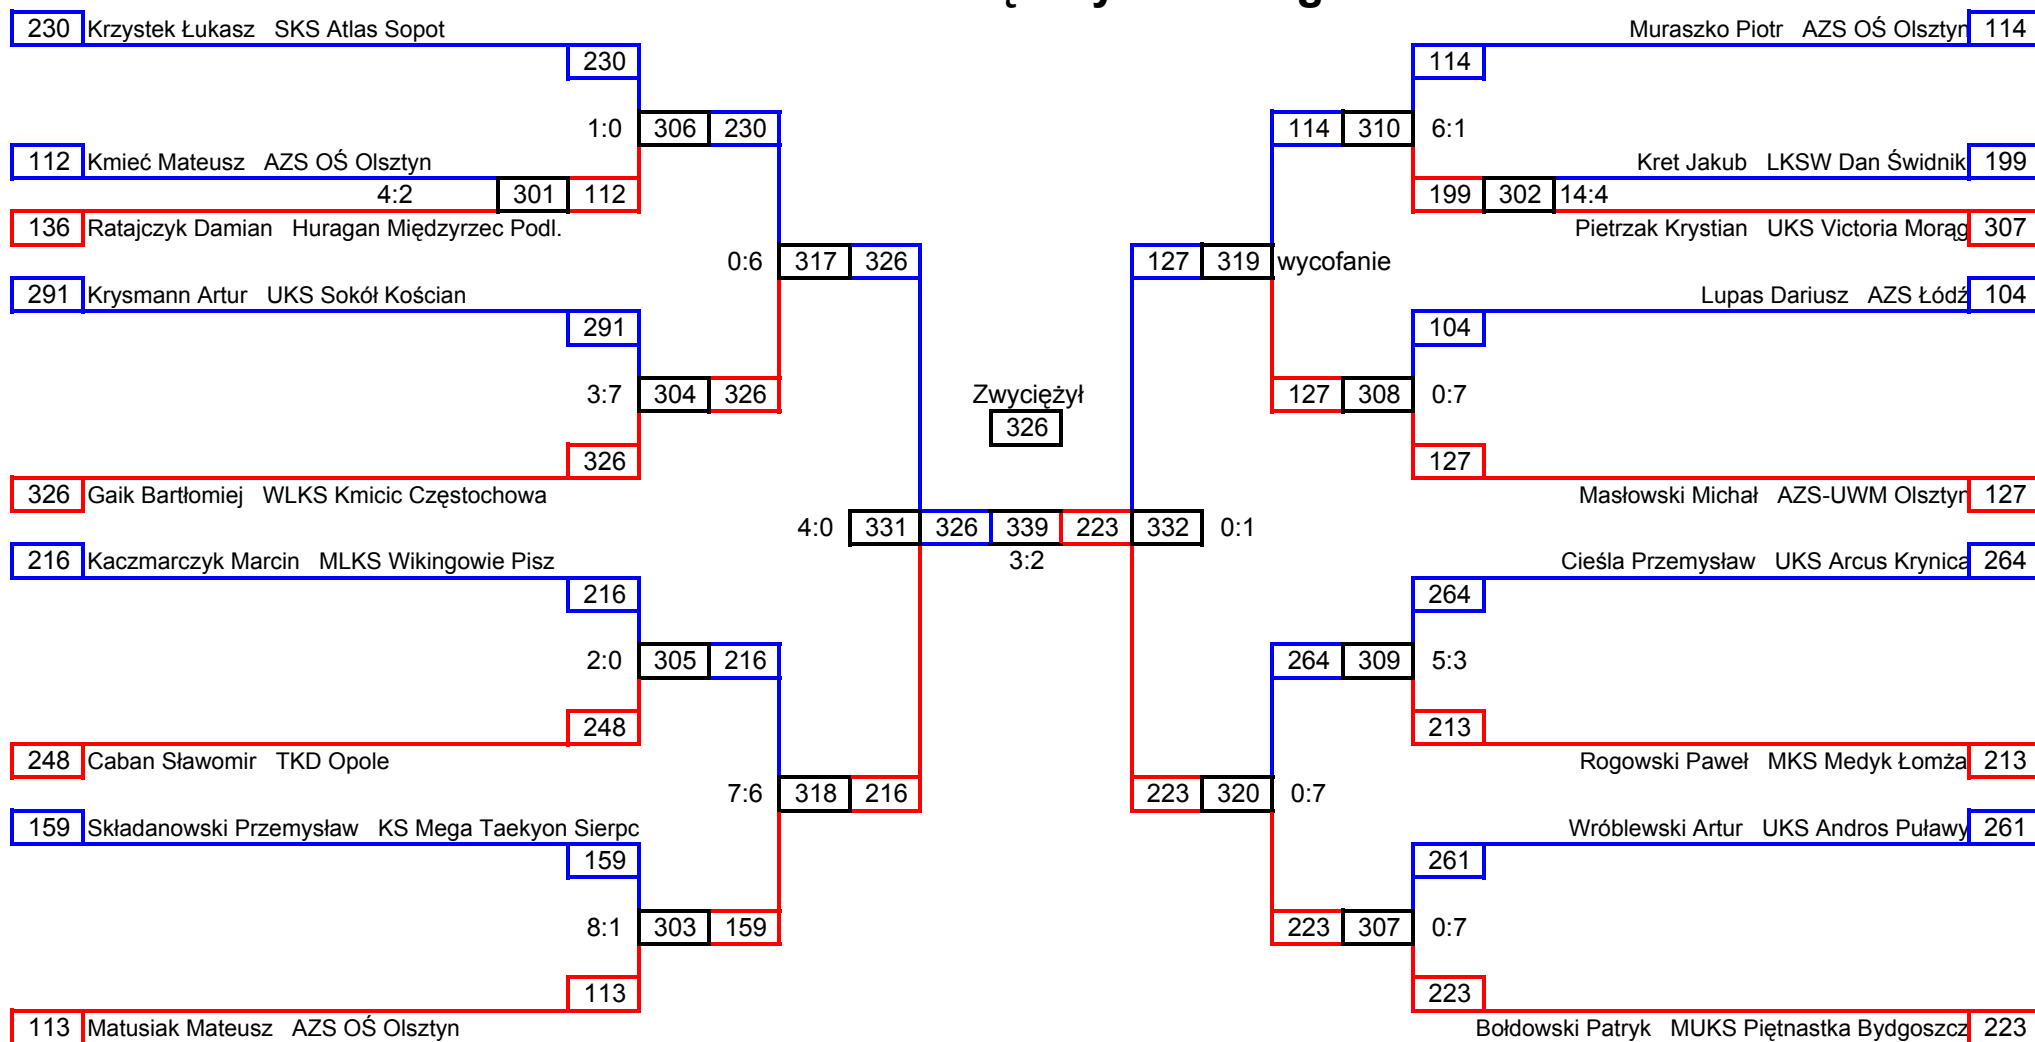 230 Krzystek Łukasz SKS Atlas Sopot
Muraszko Piotr AZS OŚ Olsztyn 114
230
114
1:0 306 230
114 310 6:1
112 Kmieć Mateusz AZS OŚ Olsztyn
Kret Jakub LKSW Dan Świdnik 199
4:2 301 112
199 302 14:4
136 Ratajczyk Damian Huragan Międzyrzec Podl.
Pietrzak Krystian UKS Victoria Morąg 307
0:6 317 326
127 319 wycofanie
291 Krysmann Artur UKS Sokół Kościan
Lupas Dariusz AZS Łódź 104
291
104
3:7 304 326
Zwyciężył
127 308 0:7
326
326
127
326 Gaik Bartłomiej WLKS Kmicic Częstochowa
Masłowski Michał AZS-UWM Olsztyn 127
4:0 331 326 339 223 332 0:1
3:2
216 Kaczmarczyk Marcin MLKS Wikingowie Pisz
Cieśla Przemysław UKS Arcus Krynica 264
216
264
2:0 305 216
264 309 5:3
248
213
248 Caban Sławomir TKD Opole
Rogowski Paweł MKS Medyk Łomża 213
7:6 318 216
223 320 0:7
159 Składanowski Przemysław KS Mega Taekyon Sierpc
Wróblewski Artur UKS Andros Puławy 261
159
261
8:1 303 159
223 307 0:7
113
223
113 Matusiak Mateusz AZS OŚ Olsztyn
Bołdowski Patryk MUKS Piętnastka Bydgoszcz 223